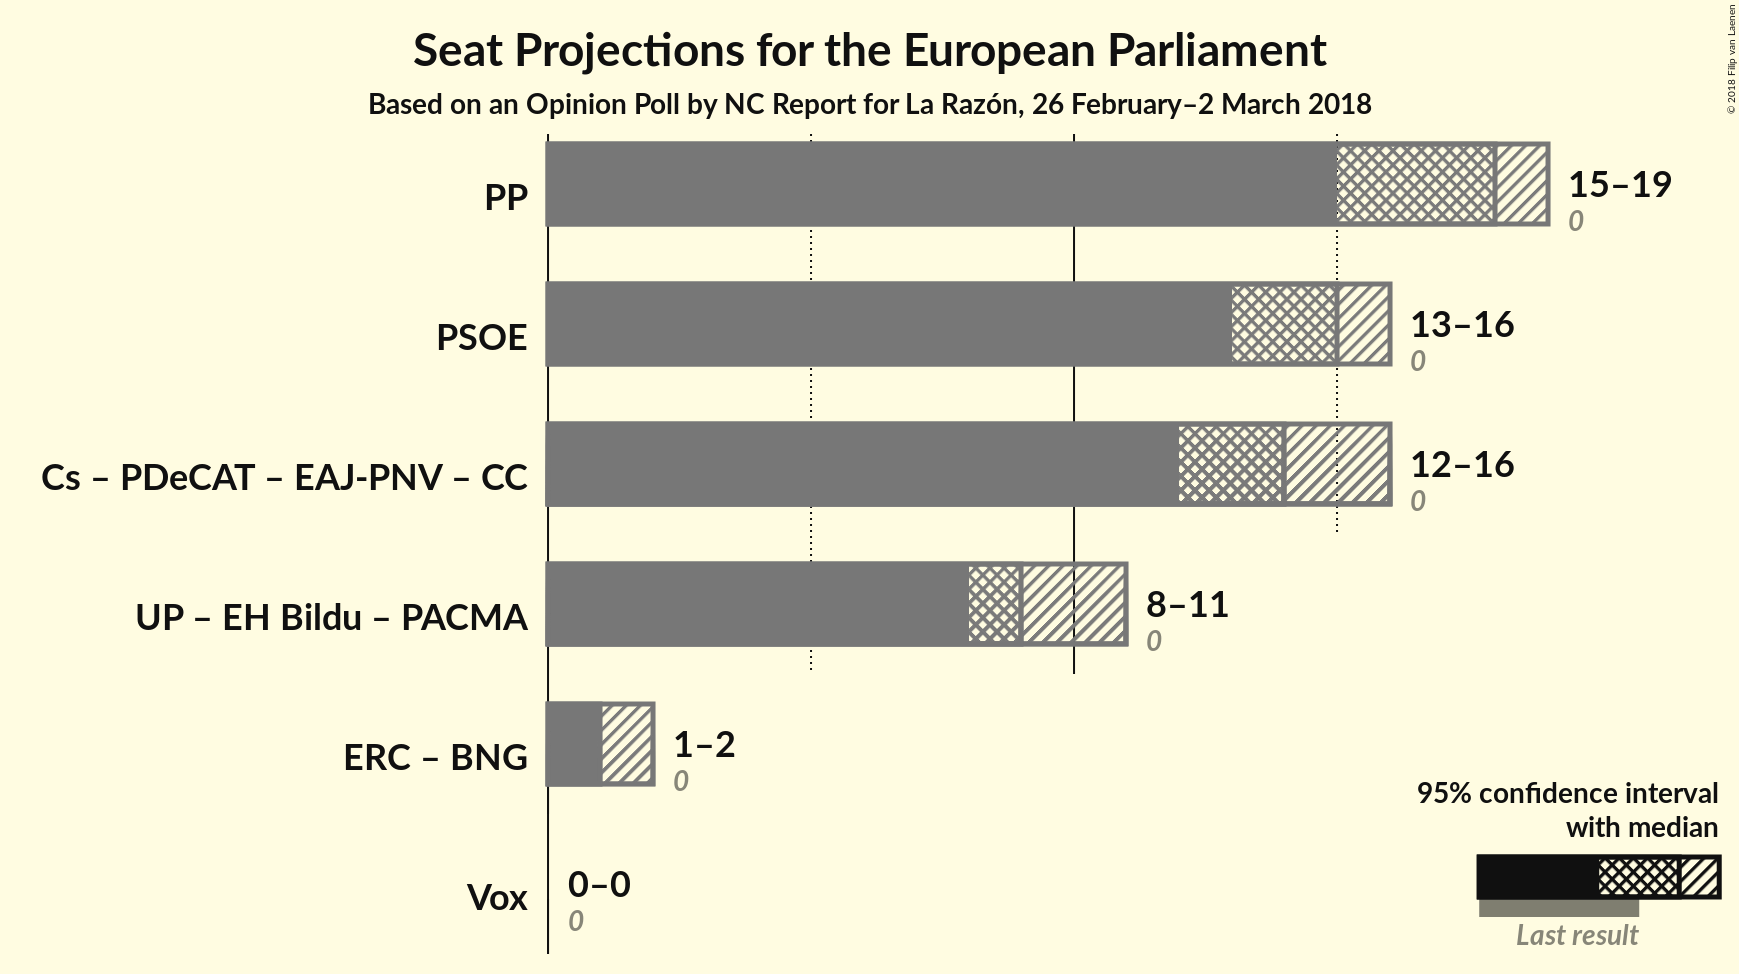 Seat Projections for the European Parliament
Based on an Opinion Poll by NC Report for La Razón, 26 February–2 March 2018
© 2018 Filip van Laenen
PP
15–19
0
PSOE
13–16
0
Cs – PDeCAT – EAJ-PNV – CC
12–16
0
UP – EH Bildu – PACMA
8–11
0
ERC – BNG
1–2
0
Vox
0–0
0
95% confidence interval
with median
Last result